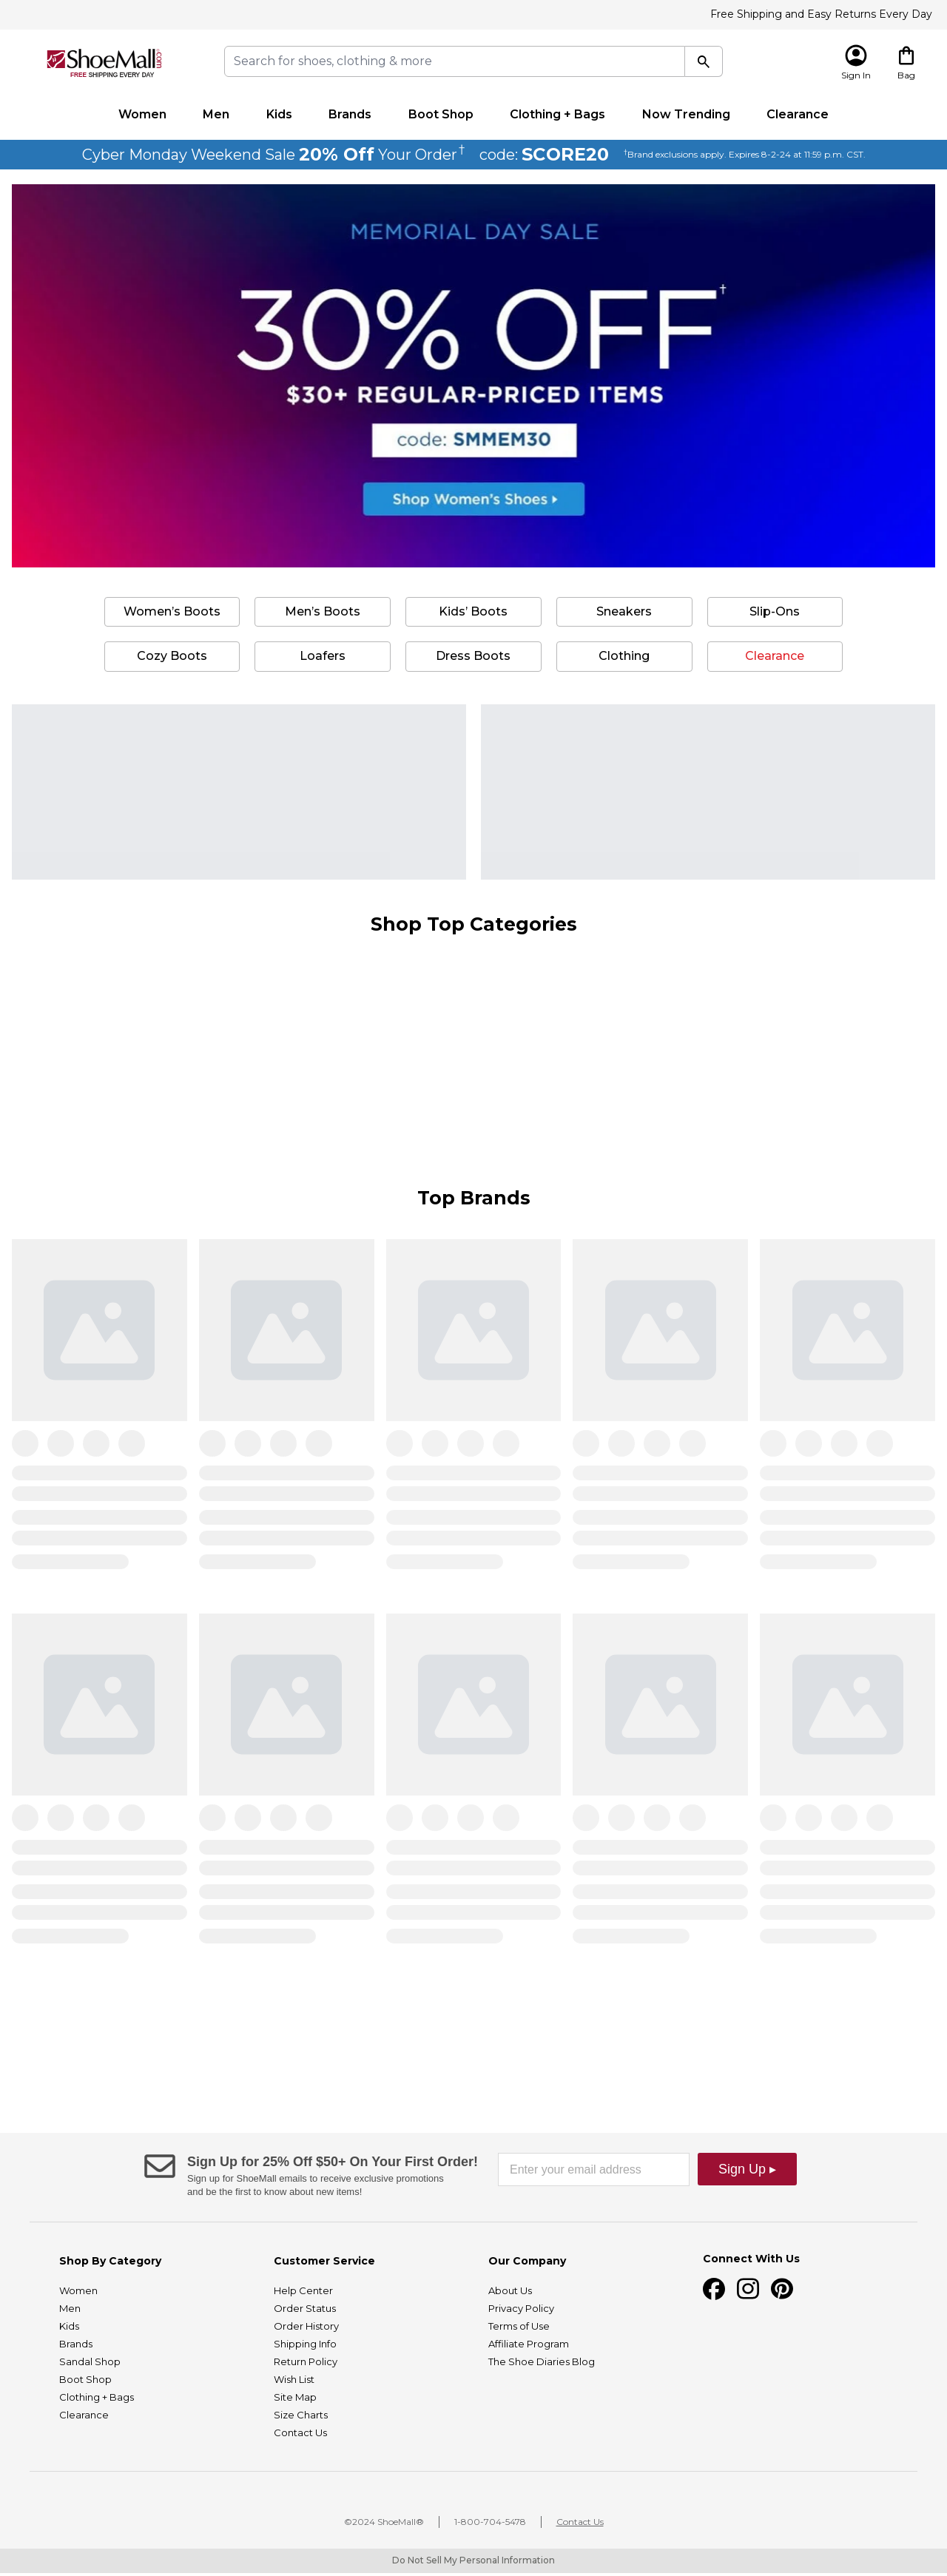 Free Shipping and Easy Returns Every Day
ShoeMall.com
FREE SHIPPING EVERY DAY
Search for shoes, clothing & more
Sign In
Bag
Women Men Kids Brands Boot Shop Clothing + Bags Now Trending Clearance
Cyber Monday Weekend Sale 20% Off Your Order† code: SCORE20 †Brand exclusions apply. Expires 8-2-24 at 11:59 p.m. CST.
MEMORIAL DAY SALE
30% OFF†
$30+ REGULAR-PRICED ITEMS
code: SMMEM30
Shop Women's Shoes ▸
Women’s Boots Men’s Boots Kids’ Boots Sneakers Slip-Ons
Cozy Boots Loafers Dress Boots Clothing Clearance
Shop Top Categories
Top Brands
Sign Up for 25% Off $50+ On Your First Order!
Sign up for ShoeMall emails to receive exclusive promotions
and be the first to know about new items!
Enter your email address
Sign Up ▸
Shop By Category
Women
Men
Kids
Brands
Sandal Shop
Boot Shop
Clothing + Bags
Clearance
Customer Service
Help Center
Order Status
Order History
Shipping Info
Return Policy
Wish List
Site Map
Size Charts
Contact Us
Our Company
About Us
Privacy Policy
Terms of Use
Affiliate Program
The Shoe Diaries Blog
Connect With Us
©2024 ShoeMall® 1-800-704-5478 Contact Us
Do Not Sell My Personal Information